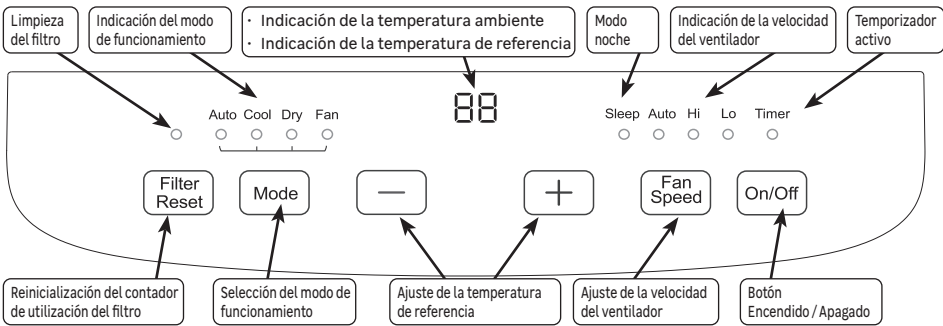 Limpieza
del filtro
Indicación del modo
de funcionamiento
· Indicación de la temperatura ambiente
· Indicación de la temperatura de referencia
Modo
noche
Indicación de la velocidad
del ventilador
Temporizador
activo
88
Auto Cool Dry Fan
Sleep Auto Hi Lo Timer
Filter
Reset
Mode
—
+
Fan
Speed
On/Off
Reinicialización del contador
de utilización del filtro
Selección del modo de
funcionamiento
Ajuste de la temperatura
de referencia
Ajuste de la velocidad
del ventilador
Botón
Encendido / Apagado